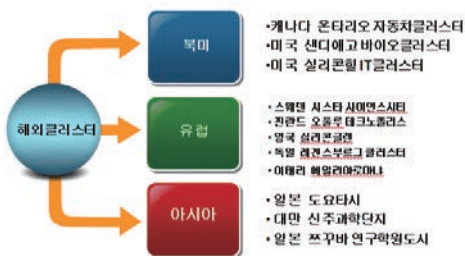 해외클러스터
북미
•캐나다 온타리오 자동차클러스터
•미국 샌디에고 바이오클러스터
•미국 실리콘힐 IT클러스터
유럽
•스웨덴 시스타 사이언스시티
•핀란드 오울루 테크노폴리스
•영국 실리콘글렌
•독일 레겐스부르그 클러스터
•이태리 에밀리아로마냐
아시아
•일본 도요타시
•대만 신주과학단지
•일본 쯔꾸바 연구학원도시